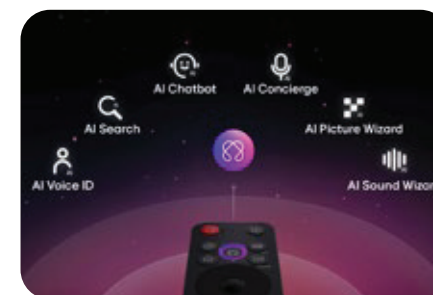 AI Chatbot
AI Concierge
AI Search
AI Picture Wizard
AI Voice ID
AI Sound Wizar